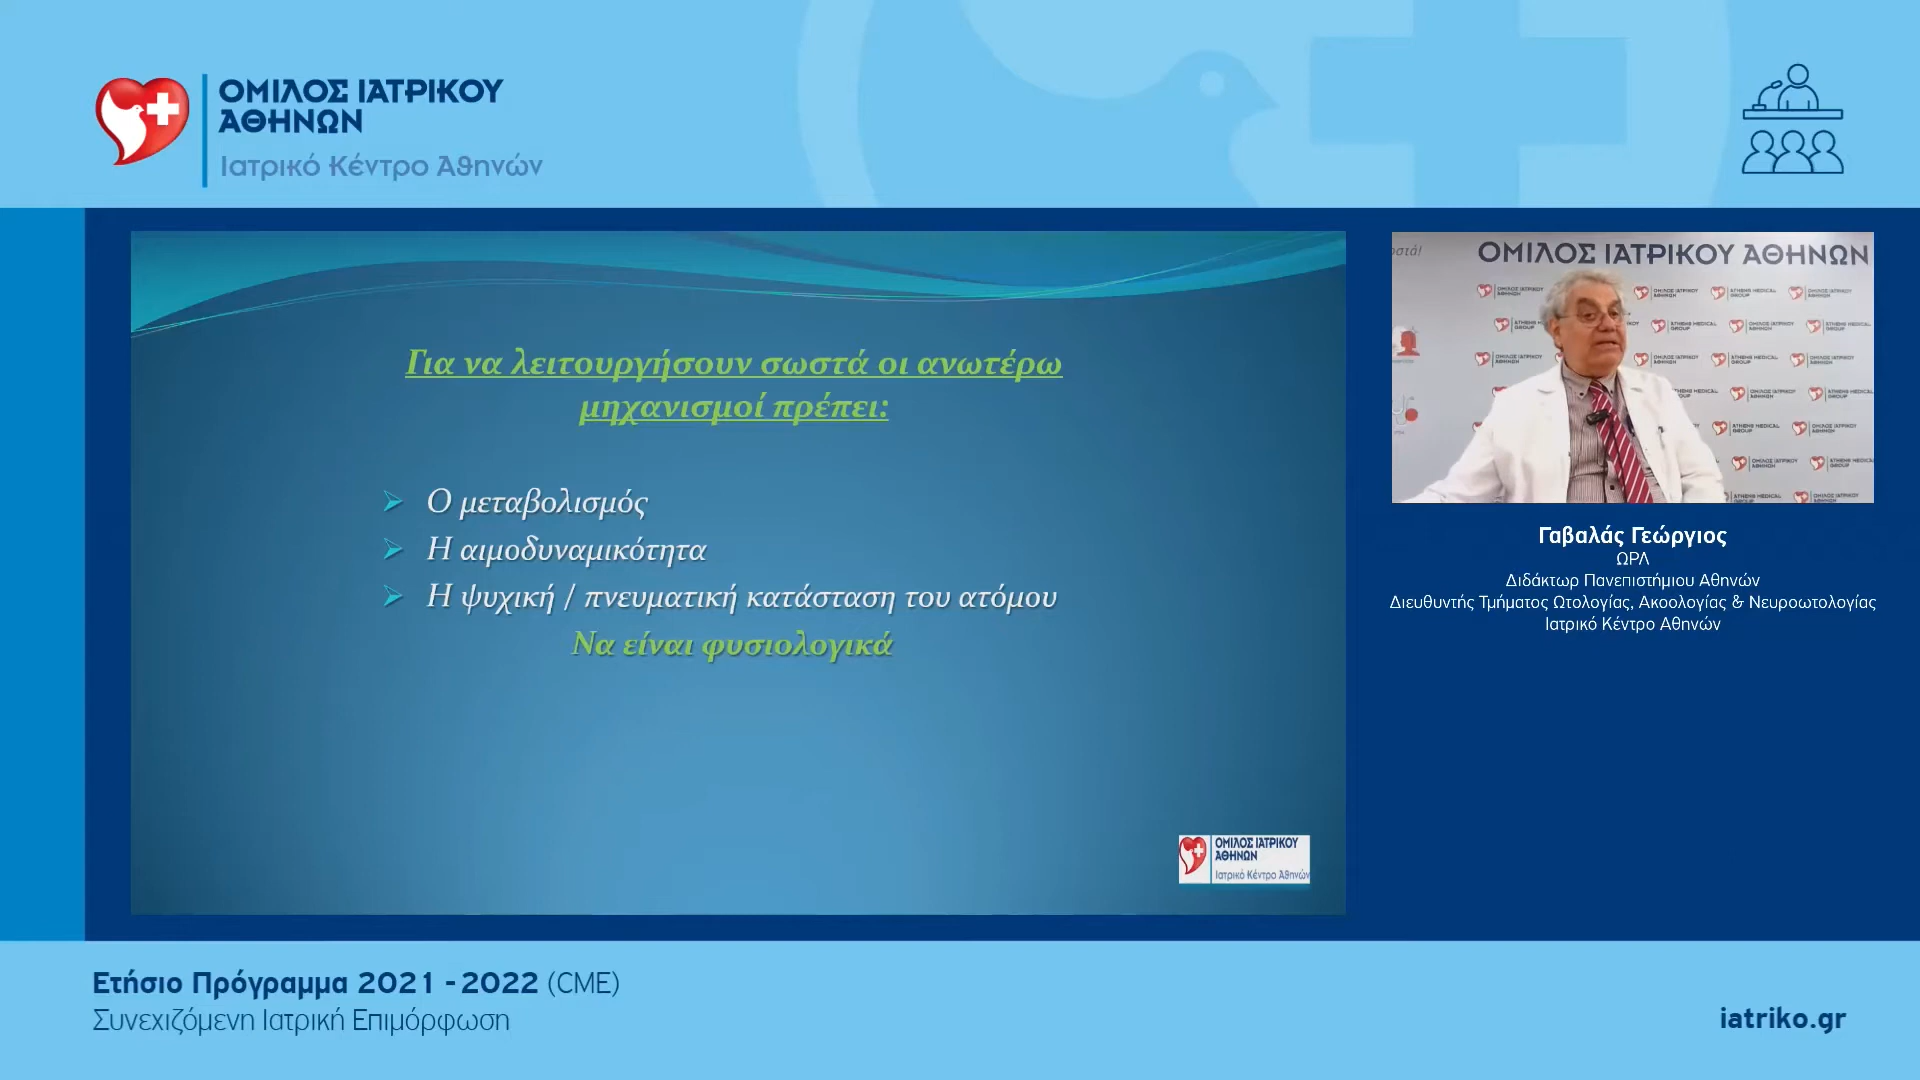 ΟΜΙΛΟΣ ΙΑΤΡΙΚΟΥ
ΑΘΗΝΩΝ
Ιατρικό Κέντρο Αθηνών
Για να λειτουργήσουν σωστά οι ανωτέρω
μηχανισμοί πρέπει:
Ο μεταβολισμός
Η αιμοδυναμικότητα
Η ψυχική / πνευματική κατάσταση του ατόμου
Να είναι φυσιολογικά
ΟΜΙΛΟΣ ΙΑΤΡΙΚΟΥ
ΑΘΗΝΩΝ
Ιατρικό Κέντρο Αθηνών
ΟΜΙΛΟΣ ΙΑΤΡΙΚΟΥ ΑΘΗΝΩΝ
Γαβαλάς Γεώργιος
ΩΡΛ
Διδάκτωρ Πανεπιστήμιου Αθηνών
Διευθυντής Τμήματος Ωτολογίας, Ακοολογίας & Νευροωτολογίας
Ιατρικό Κέντρο Αθηνών
Ετήσιο Πρόγραμμα 2021 - 2022 (CME)
Συνεχιζόμενη Ιατρική Επιμόρφωση
iatriko.gr